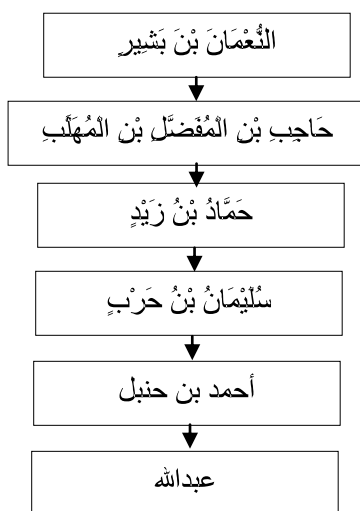 النُّعْمَانَ بْنَ بَشِيرٍ
حَاجِبِ بْنِ الْمُفَضَّلِ بْنِ الْمُهَلَّبِ
حَمَّادُ بْنُ زَيْدٍ
سُلَيْمَانُ بْنُ حَرْبٍ
أحمد بن حنبل
عبدالله